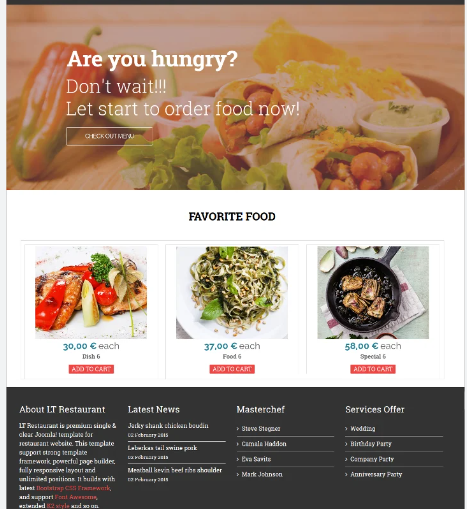 Are you hungry?
Don't wait!!!
Let start to order food now!
CHECK OUT MENU
FAVORITE FOOD
30,00 € each
Dish 6
ADD TO CART
37,00 € each
Food 6
ADD TO CART
58,00 € each
Special 6
ADD TO CART
About LT Restaurant
LT Restaurant is premium single &
clear Joomla! template for
restaurant website. This template
support strong template
framework, powerful page builder,
fully responsive layout and
unlimited positions. It builds with
latest Bootstrap CSS Framework,
and support Font Awesome,
extended K2 style and so on.
Latest News
Jerky shank chicken boudin
02 February 2015
Leberkas tail swine pork
02 February 2015
Meatball kevin beef ribs shoulder
02 February 2015
Masterchef
› Steve Stegner
› Camala Haddon
› Eva Savits
› Mark Johnson
Services Offer
› Wedding
› Birthday Party
› Company Party
› Anniversary Party